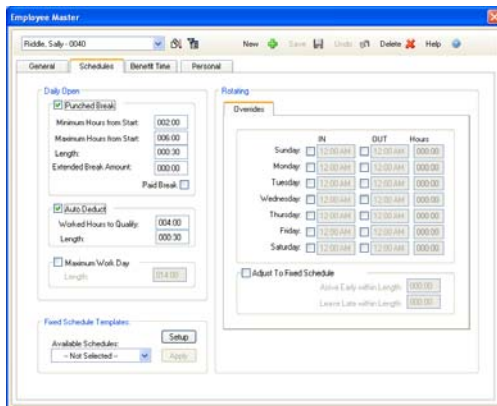 Employee Master
Riddle, Sally - 0040 New Save Undo Delete Help
General Schedules Benefit Time Personal
Daily Open
Punched Break
Minimum Hours from Start: 002:00
Maximum Hours from Start: 006:00
Length: 000:30
Extended Break Amount: 000:00
Paid Break
Auto Deduct
Worked Hours to Qualify: 004:00
Length: 000:30
Maximum Work Day
Length: 014:00
Fixed Schedule Templates:
Setup
Available Schedules:
-- Not Selected -- Apply
Rotating
Overrides
IN OUT Hours
Sunday: 12:00 AM 12:00 AM 000:00
Monday: 12:00 AM 12:00 AM 000:00
Tuesday: 12:00 AM 12:00 AM 000:00
Wednesday: 12:00 AM 12:00 AM 000:00
Thursday: 12:00 AM 12:00 AM 000:00
Friday: 12:00 AM 12:00 AM 000:00
Saturday: 12:00 AM 12:00 AM 000:00
Adjust To Fixed Schedule
Arrive Early within Length: 000:00
Leave Late within Length: 000:00